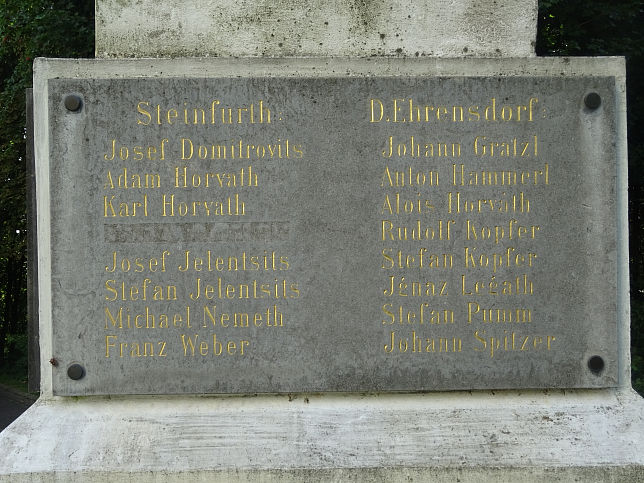 Steinfurth:
Josef Domitrovits
Adam Horvath
Karl Horvath
Josef Jelentsits
Stefan Jelentsits
Michael Nemeth
Franz Weber
D.Ehrensdorf:
Johann Gratzl
Anton Hammerl
Alois Horváth
Rudolf Kopfer
Stefan Kopfer
Jgnaz Legath
Stefan Pumm
Johann Spitzer